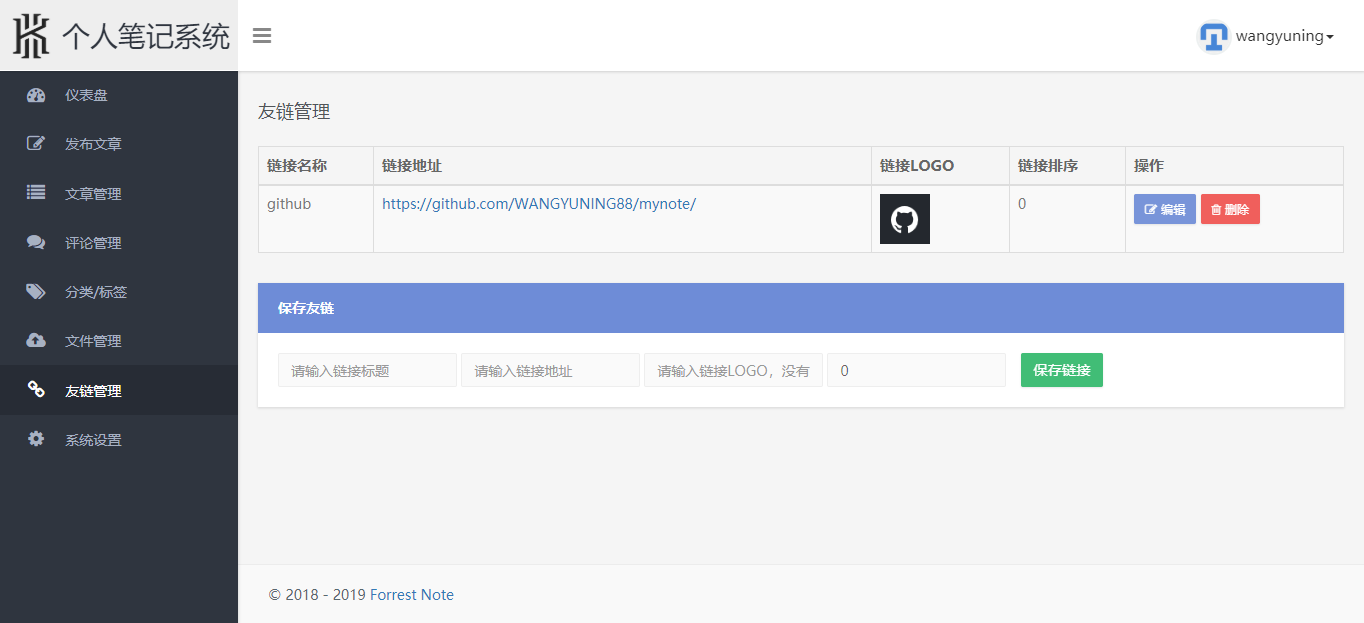 个人笔记系统
wangyuning
仪表盘
发布文章
文章管理
评论管理
分类/标签
文件管理
友链管理
系统设置
友链管理
链接名称 链接地址 链接LOGO 链接排序 操作
github https://github.com/WANGYUNING88/mynote/ 0 编辑 删除
保存友链
请输入链接标题 请输入链接地址 请输入链接LOGO，没有 0 保存链接
© 2018 - 2019 Forrest Note